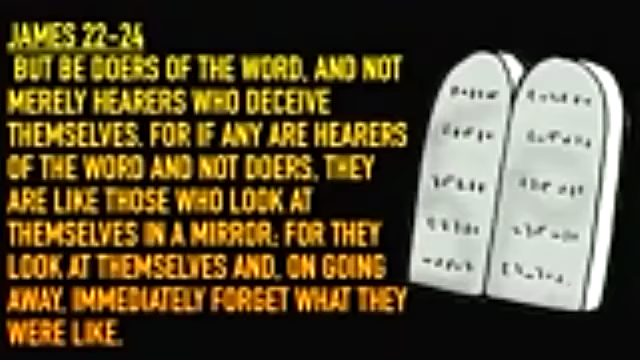 JAMES 22-24
BUT BE DOERS OF THE WORD, AND NOT
MERELY HEARERS WHO DECEIVE
THEMSELVES. FOR IF ANY ARE HEARERS
OF THE WORD AND NOT DOERS, THEY
ARE LIKE THOSE WHO LOOK AT
THEMSELVES IN A MIRROR; FOR THEY
LOOK AT THEMSELVES AND, ON GOING
AWAY, IMMEDIATELY FORGET WHAT THEY
WERE LIKE.